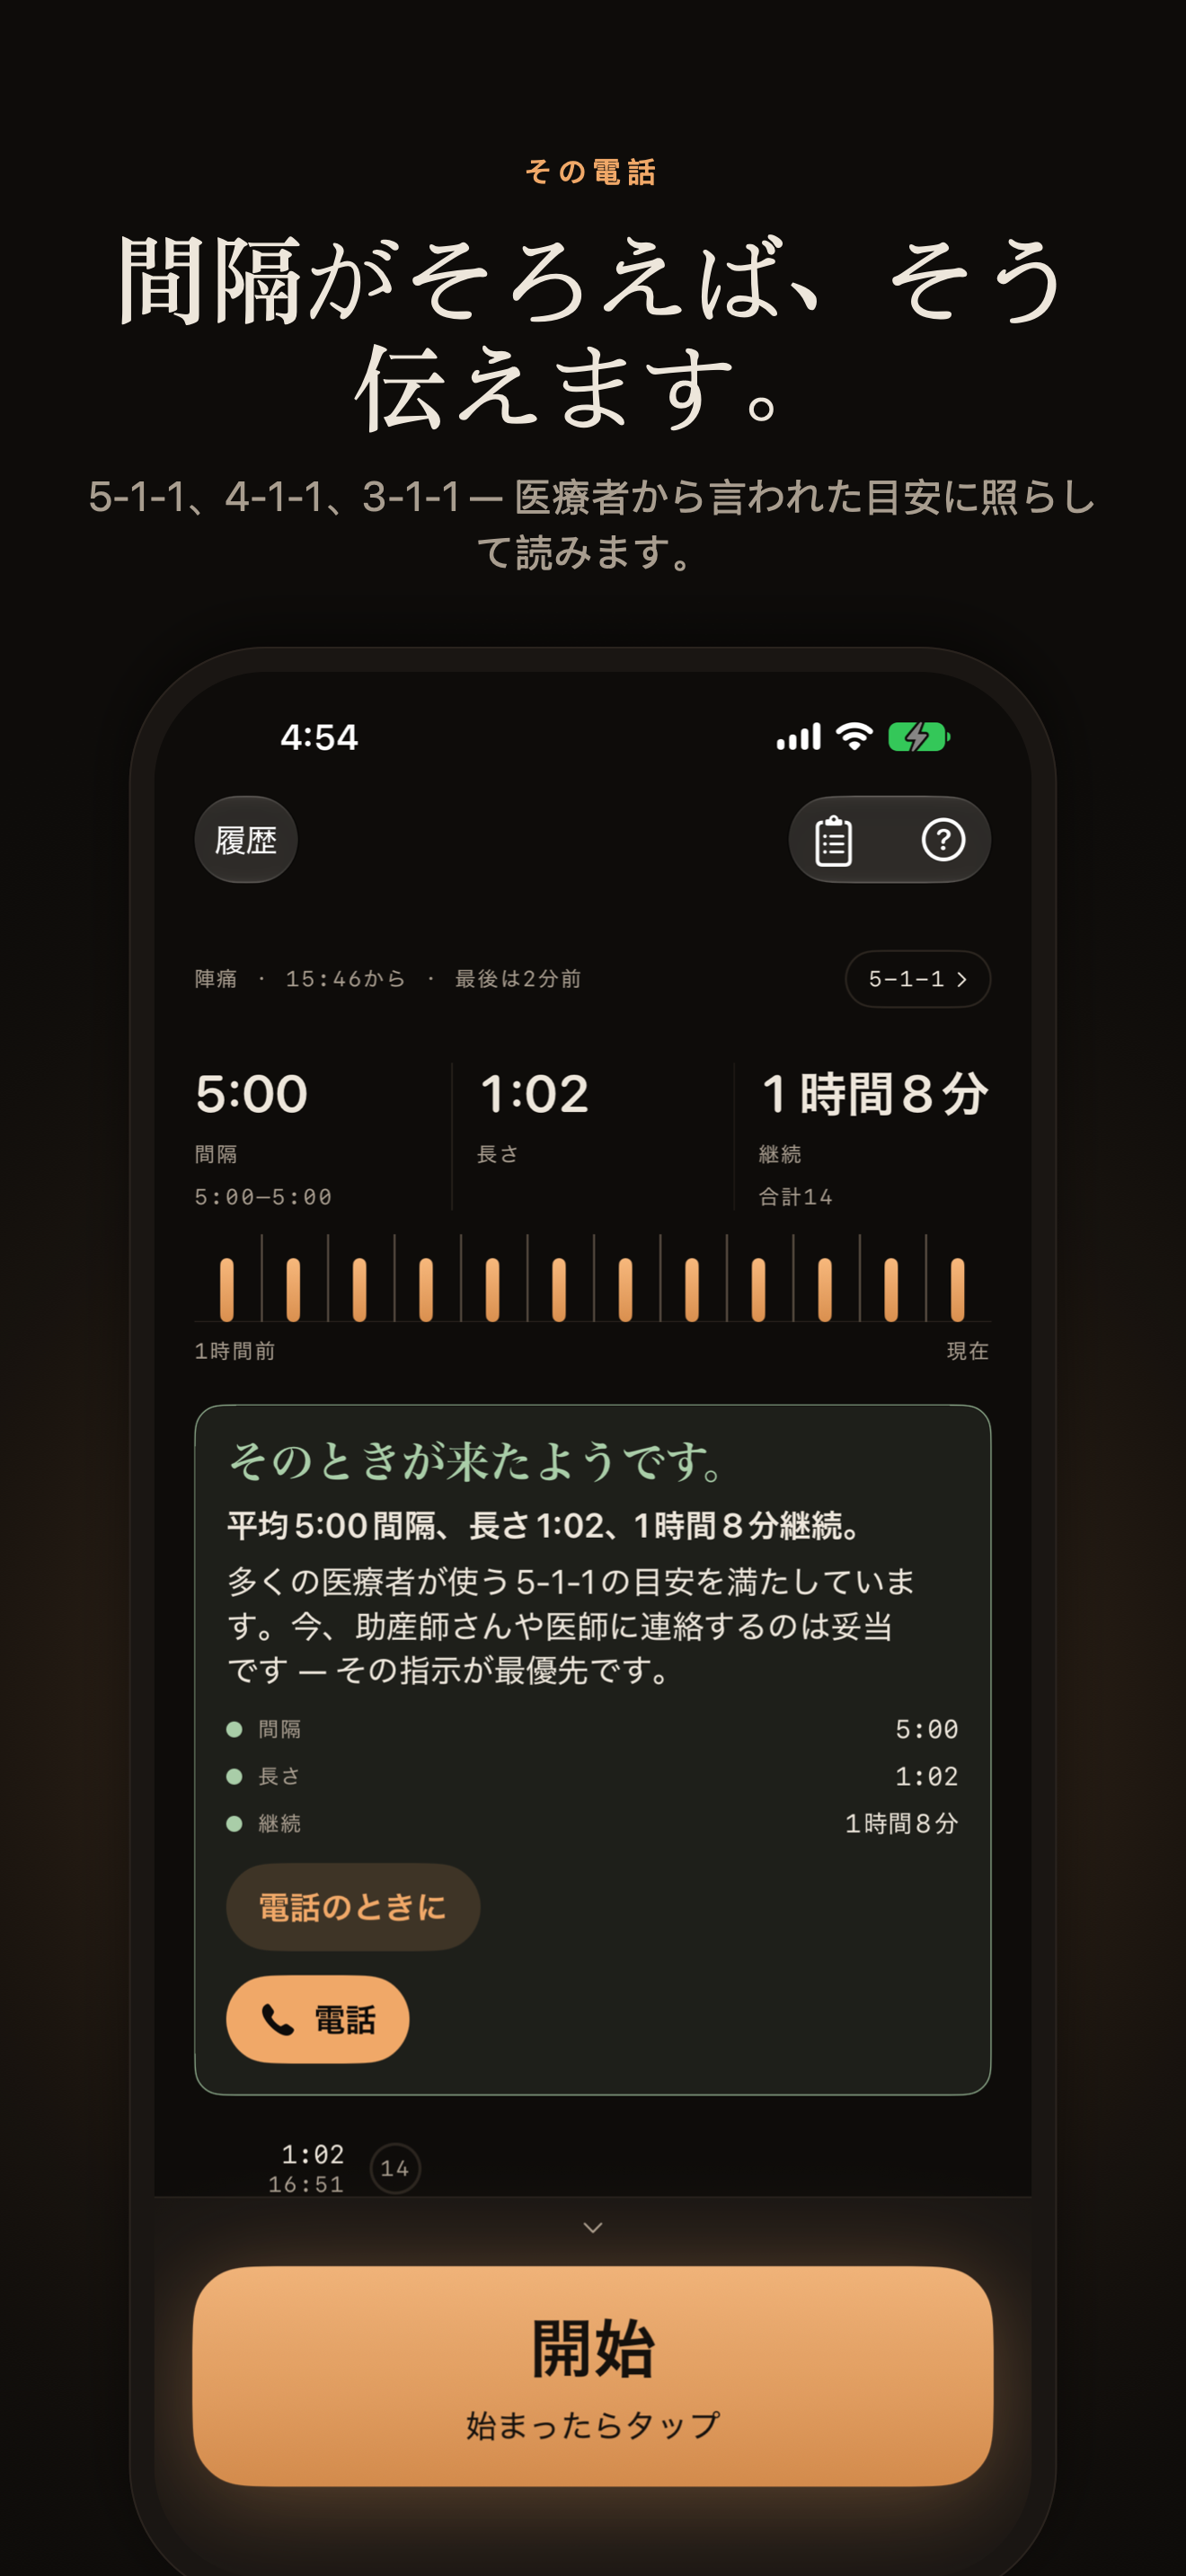 その電話
間隔がそろえば、そう
伝えます。
5-1-1、4-1-1、3-1-1 — 医療者から言われた目安に照らし
て読みます。
4:54
履歴
陣痛 · 15:46から · 最後は2分前
5-1-1
5:00
間隔
5:00–5:00
1:02
長さ
1時間8分
継続
合計14
1時間前
現在
そのときが来たようです。
平均5:00間隔、長さ1:02、1時間8分継続。
多くの医療者が使う5-1-1の目安を満たしていま
す。今、助産師さんや医師に連絡するのは妥当
です — その指示が最優先です。
間隔 5:00
長さ 1:02
継続 1時間8分
電話のときに
電話
1:02
16:51
14
開始
始まったらタップ